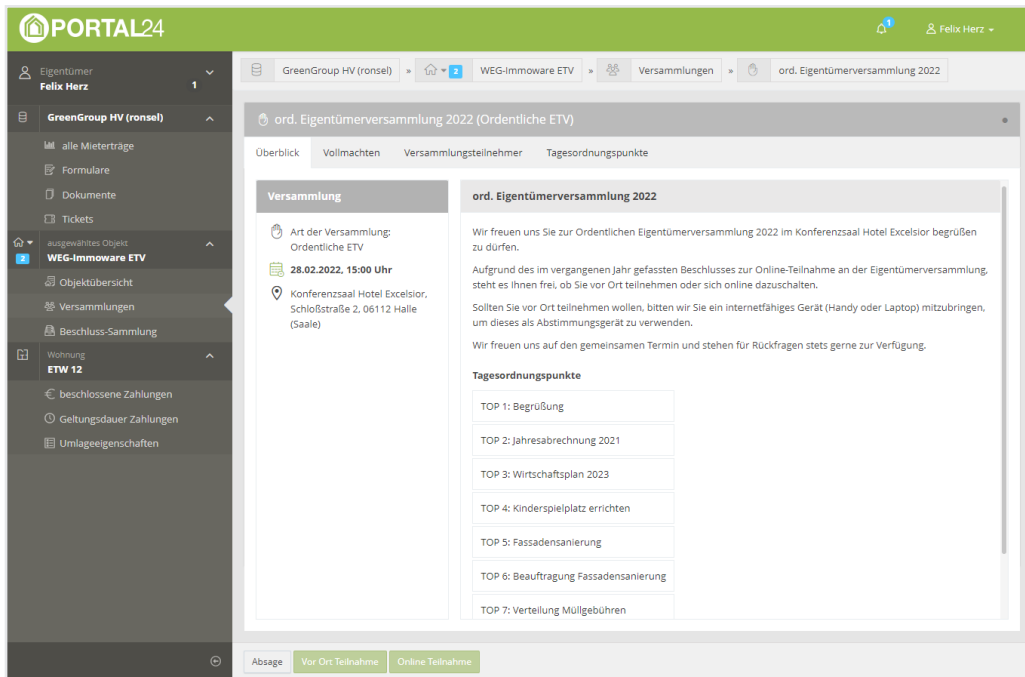 PORTAL24
1
Felix Herz
Eigentümer
Felix Herz
1
GreenGroup HV (ronsel)
alle Mieterträge
Formulare
Dokumente
Tickets
ausgewähltes Objekt
2
WEG-Immoware ETV
Objektübersicht
Versammlungen
Beschluss-Sammlung
Wohnung
ETW 12
€ beschlossene Zahlungen
Geltungsdauer Zahlungen
Umlageeigenschaften
GreenGroup HV (ronsel) » 2 WEG-Immoware ETV » Versammlungen » ord. Eigentümerversammlung 2022
ord. Eigentümerversammlung 2022 (Ordentliche ETV)
Überblick Vollmachten Versammlungsteilnehmer Tagesordnungspunkte
Versammlung
Art der Versammlung:
Ordentliche ETV
28.02.2022, 15:00 Uhr
Konferenzsaal Hotel Excelsior,
Schloßstraße 2, 06112 Halle
(Saale)
ord. Eigentümerversammlung 2022
Wir freuen uns Sie zur Ordentlichen Eigentümerversammlung 2022 im Konferenzsaal Hotel Excelsior begrüßen
zu dürfen.
Aufgrund des im vergangenen Jahr gefassten Beschlusses zur Online-Teilnahme an der Eigentümerversammlung,
steht es Ihnen frei, ob Sie vor Ort teilnehmen oder sich online dazuschalten.
Sollten Sie vor Ort teilnehmen wollen, bitten wir Sie ein internetfähiges Gerät (Handy oder Laptop) mitzubringen,
um dieses als Abstimmungsgerät zu verwenden.
Wir freuen uns auf den gemeinsamen Termin und stehen für Rückfragen stets gerne zur Verfügung.
Tagesordnungspunkte
TOP 1: Begrüßung
TOP 2: Jahresabrechnung 2021
TOP 3: Wirtschaftsplan 2023
TOP 4: Kinderspielplatz errichten
TOP 5: Fassadensanierung
TOP 6: Beauftragung Fassadensanierung
TOP 7: Verteilung Müllgebühren
Absage Vor Ort Teilnahme Online Teilnahme